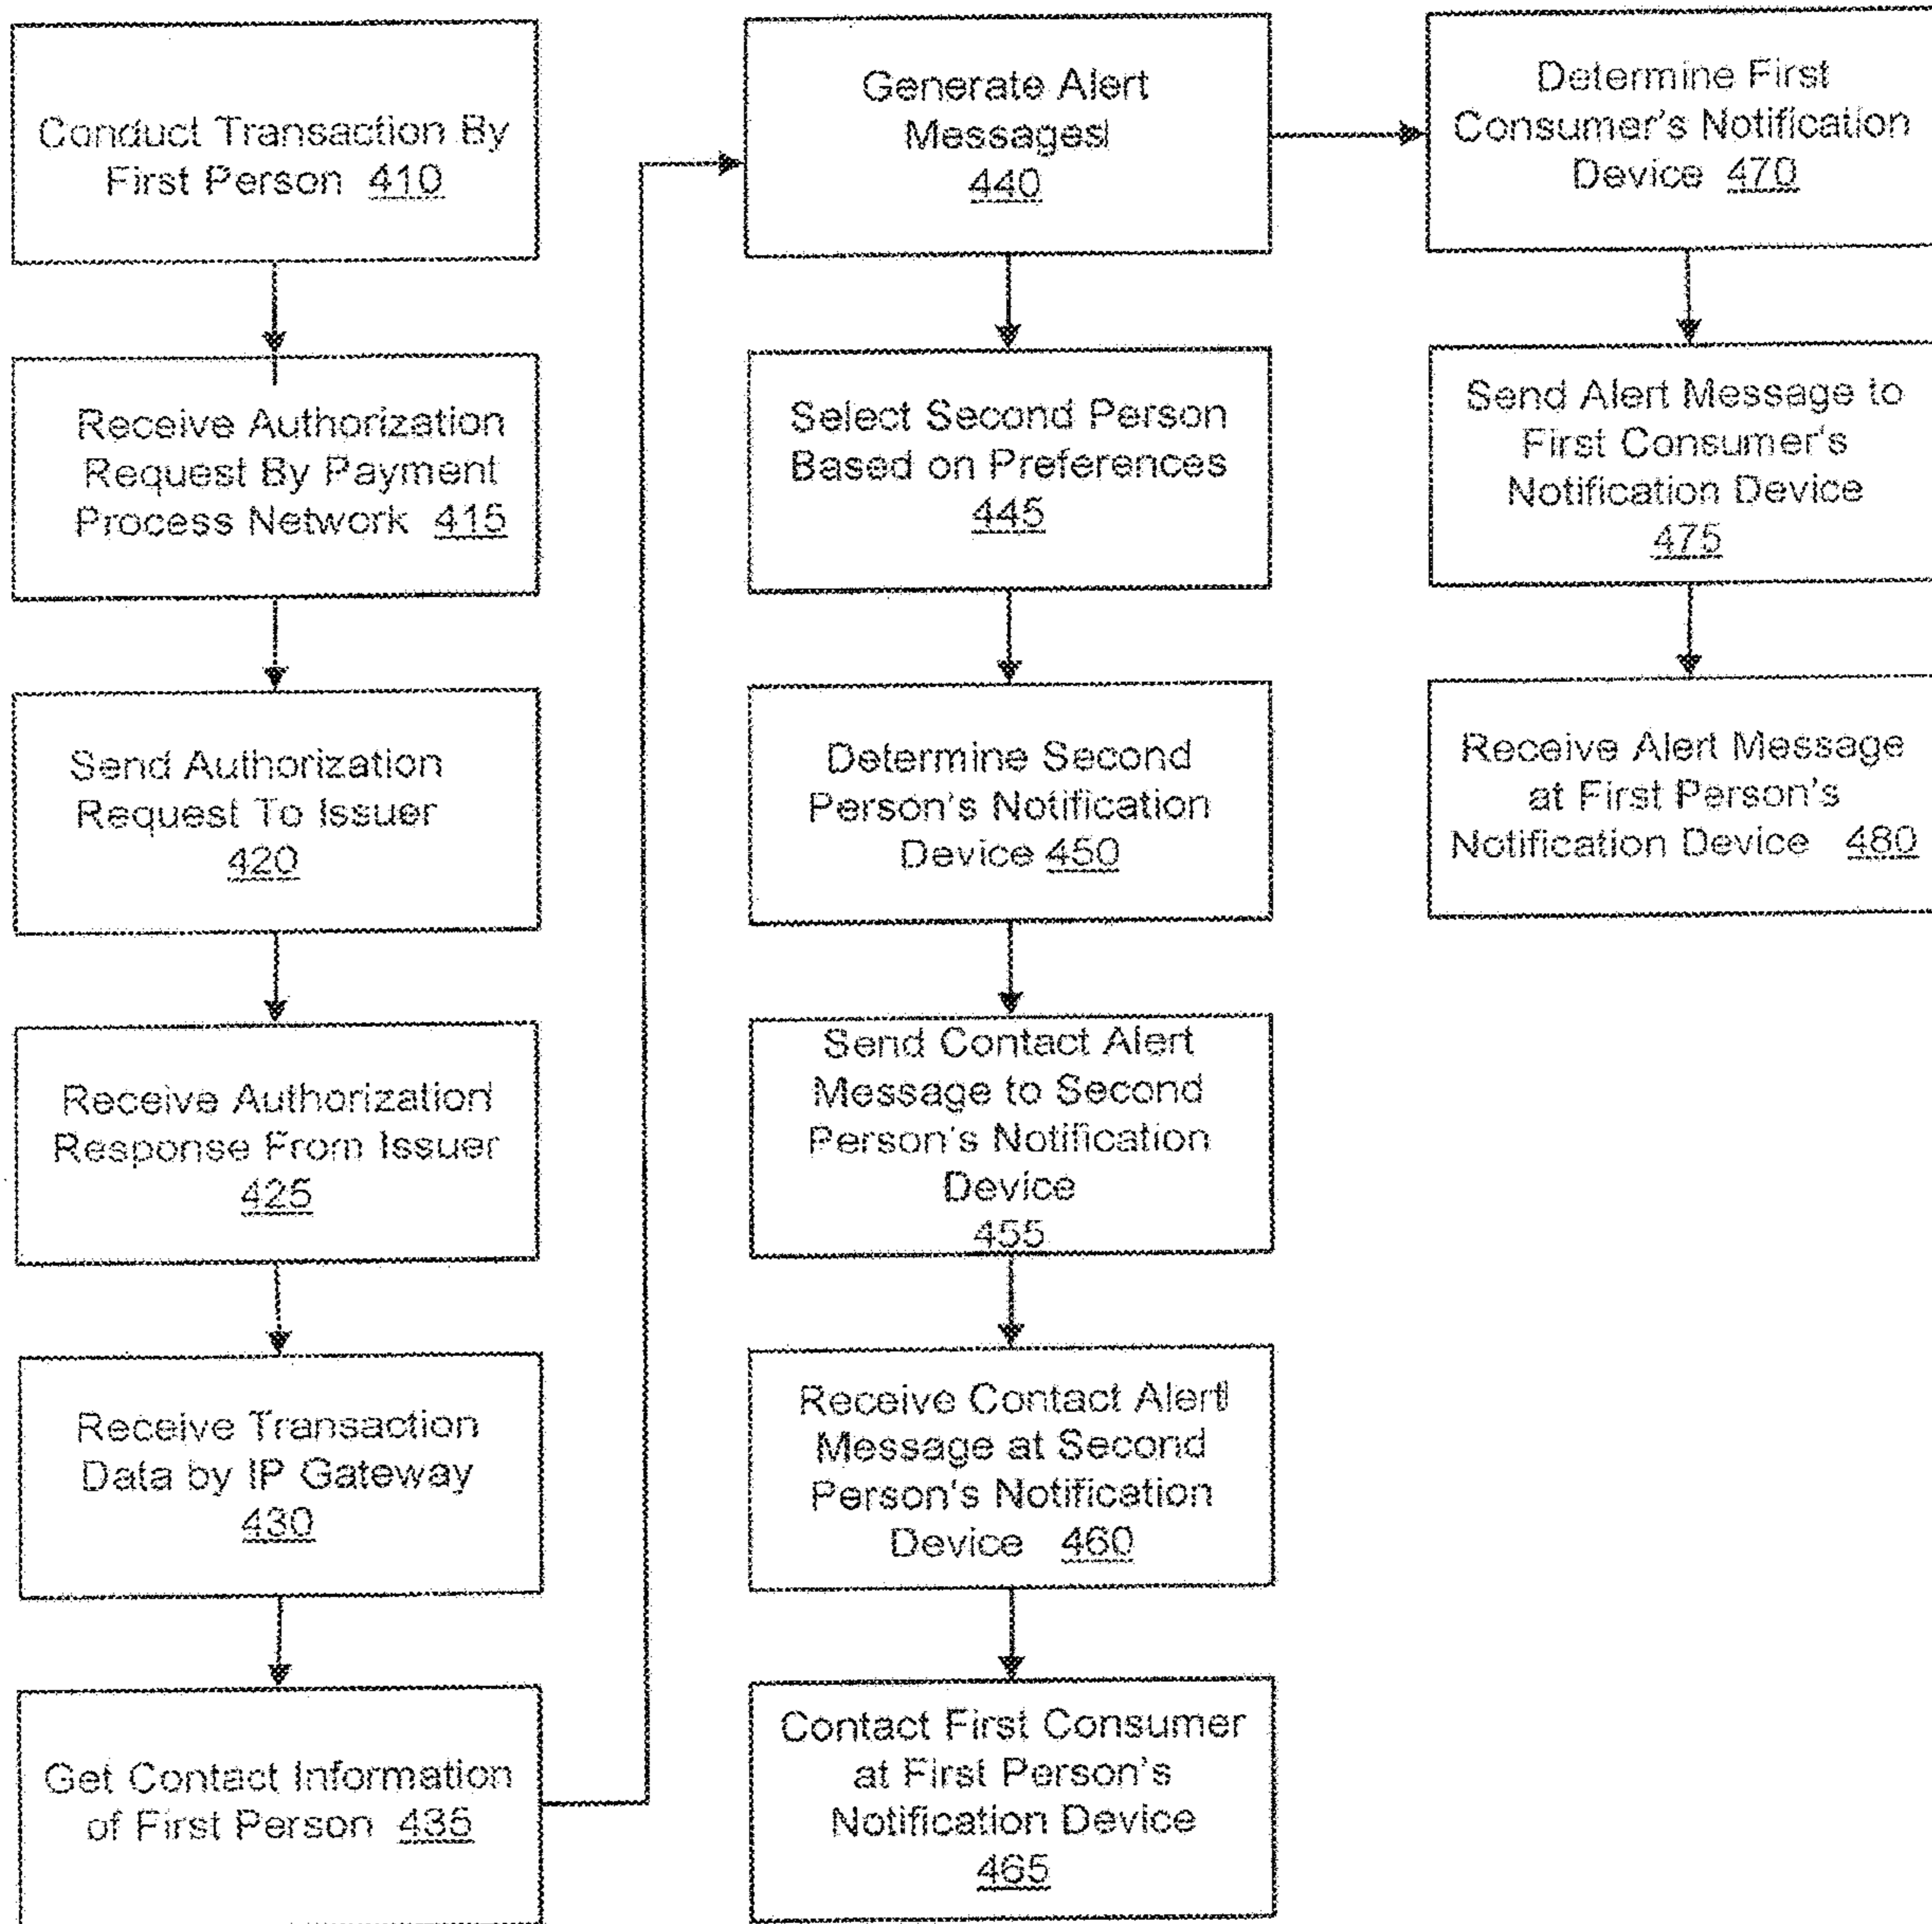 Conduct Transaction By
First Person 410
Receive Authorization
Request By Payment
Process Network 415
Send Authorization
Request To Issuer
420
Receive Authorization
Response From Issuer
425
Receive Transaction
Data by IP Gateway
430
Get Contact Information
of First Person 435
Generate Alert
Messages
440
Select Second Person
Based on Preferences
445
Determine Second
Person's Notification
Device 450
Send Contact Alert
Message to Second
Person's Notification
Device
455
Receive Contact Alert
Message at Second
Person's Notification
Device 460
Contact First Consumer
at First Person's
Notification Device
465
Determine First
Consumer's Notification
Device 470
Send Alert Message to
First Consumer's
Notification Device
475
Receive Alert Message
at First Person's
Notification Device 480